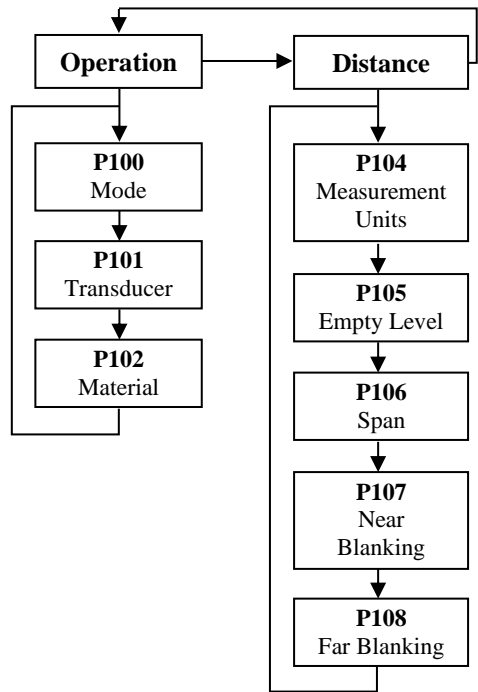 Operation
Distance
P100
Mode
P101
Transducer
P102
Material
P104
Measurement
Units
P105
Empty Level
P106
Span
P107
Near
Blanking
P108
Far Blanking